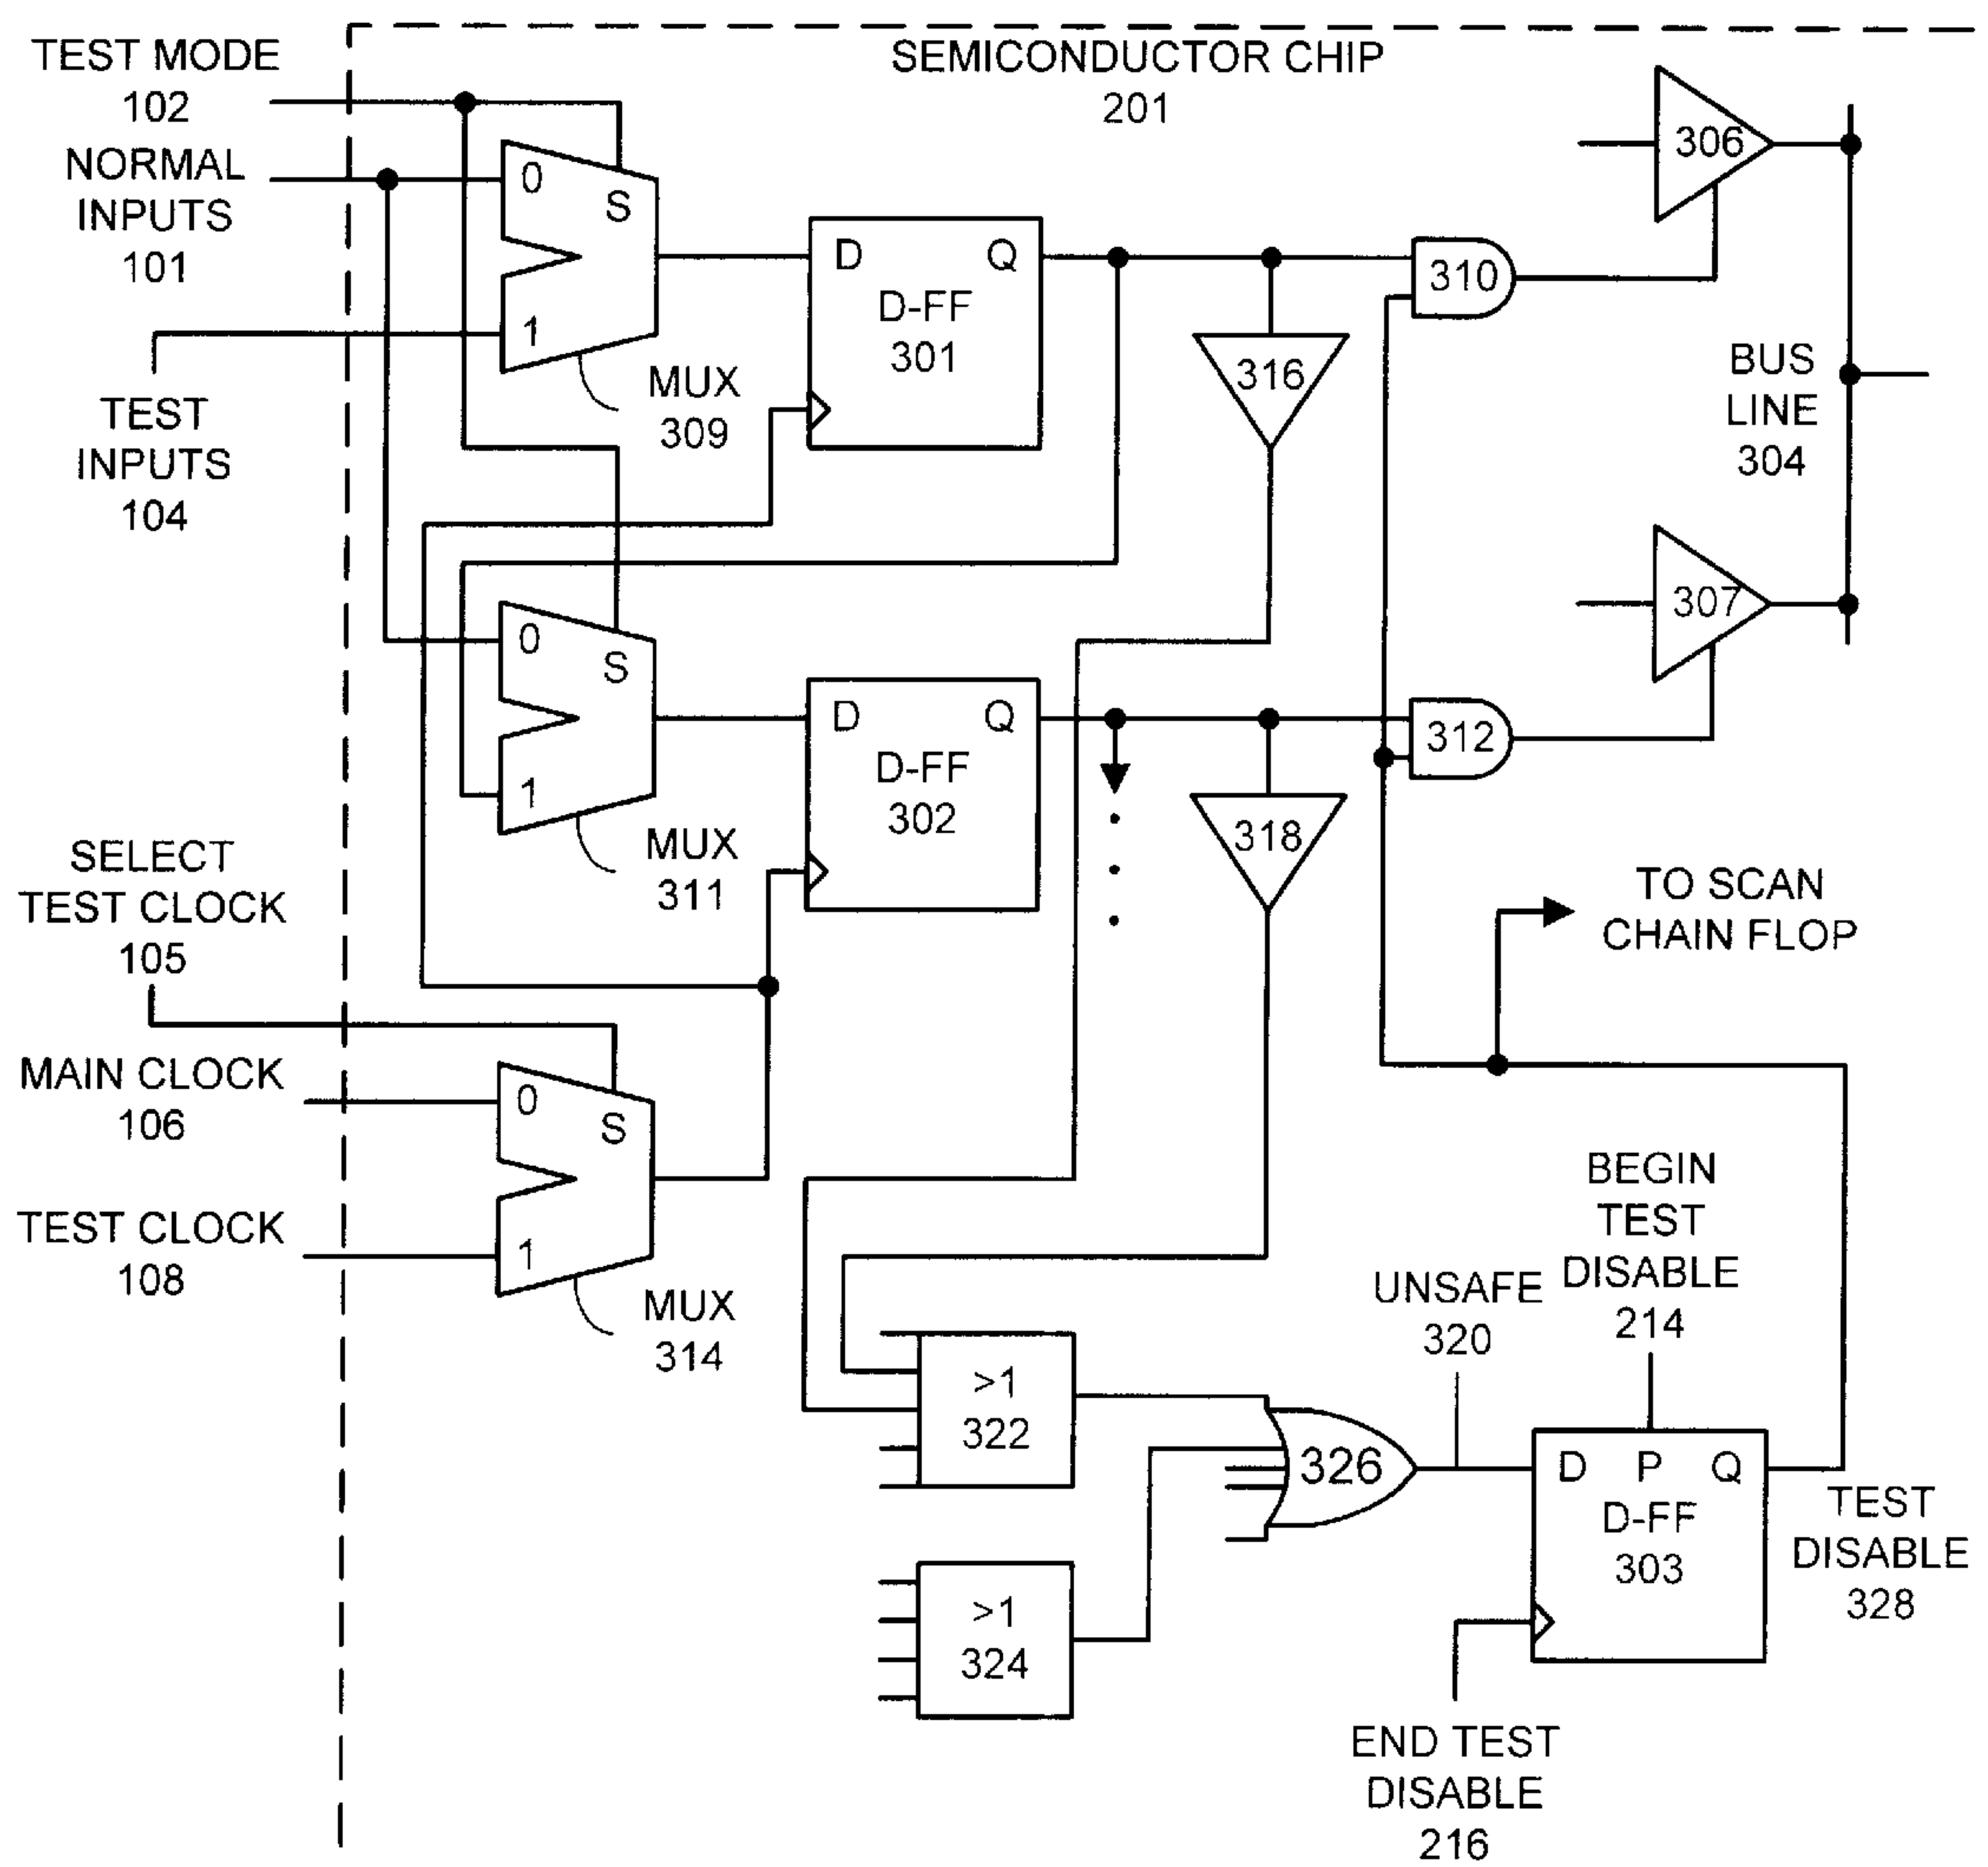 TEST MODE
102
NORMAL
INPUTS
101
TEST
INPUTS
104
SELECT
TEST CLOCK
105
MAIN CLOCK
106
TEST CLOCK
108
SEMICONDUCTOR CHIP
201
0
S
1
MUX
309
D
Q
D-FF
301
310
306
316
BUS
LINE
304
0
S
1
MUX
311
D
Q
D-FF
302
312
307
318
TO SCAN
CHAIN FLOP
0
S
1
MUX
314
>1
322
>1
324
326
UNSAFE
320
BEGIN
TEST
DISABLE
214
D
P
Q
D-FF
303
TEST
DISABLE
328
END TEST
DISABLE
216